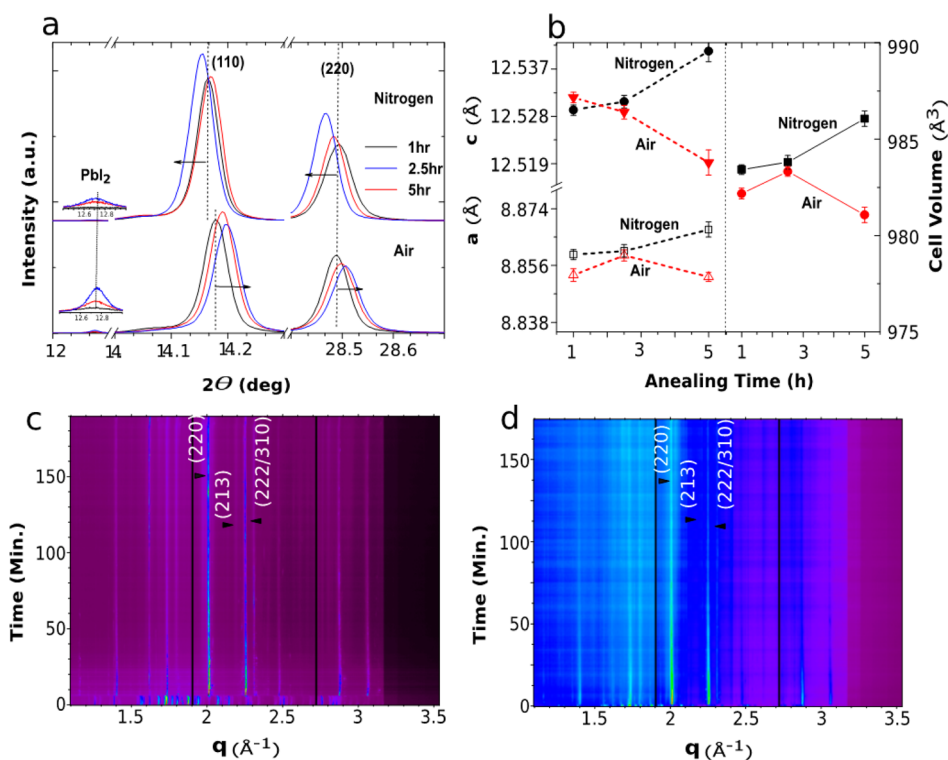 a
(110)
(220)
Nitrogen
1hr
2.5hr
5hr
PbI2
12.6 12.8
Air
12.6 12.8
12 14 14.1 14.2 28.5 28.6
2Θ (deg)
Intensity (a.u.)
b
Nitrogen
Air
Nitrogen
Air
Nitrogen
Air
12.537
12.528
12.519
8.874
8.856
8.838
c (Å)
a (Å)
990
985
980
975
Cell Volume (Å3)
1 3 5 1 3 5
Anealing Time (h)
c
(220)
(213)
(222/310)
150
100
50
0
Time (Min.)
1.5 2 2.5 3 3.5
q (Å-1)
d
(220)
(213)
(222/310)
150
100
50
0
Time (Min.)
1.5 2 2.5 3 3.5
q (Å-1)